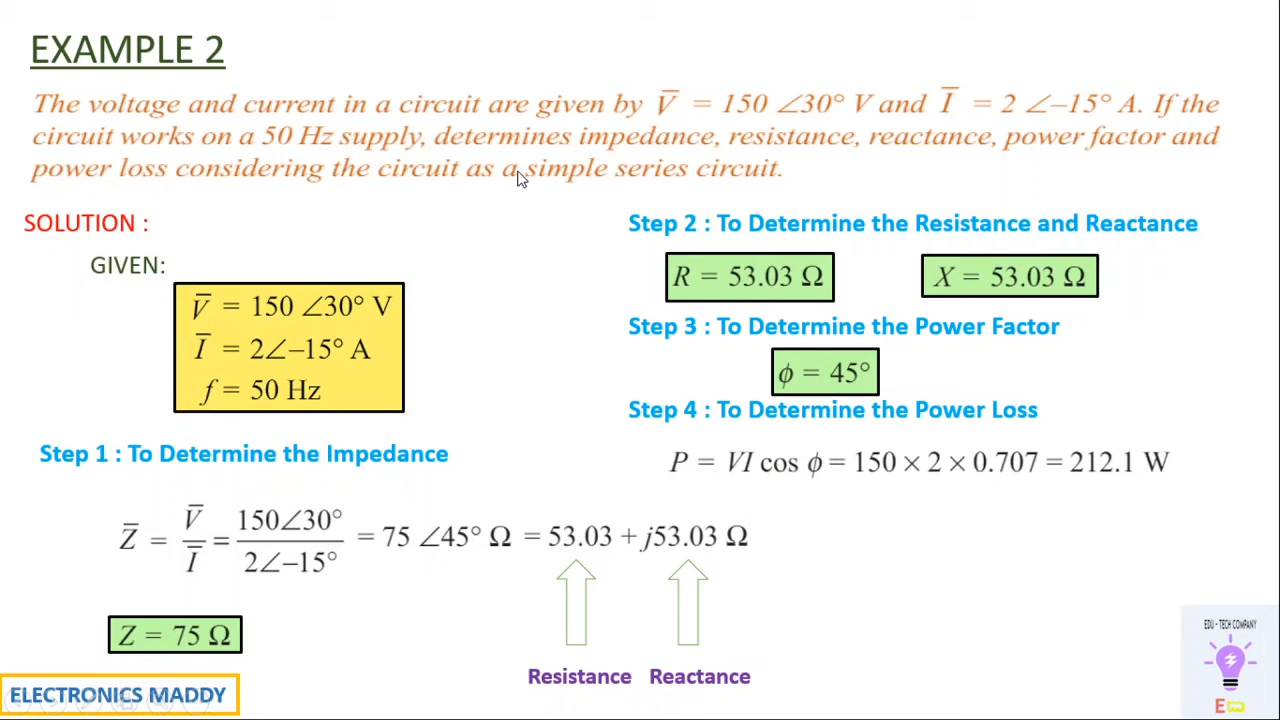 EXAMPLE 2
The voltage and current in a circuit are given by V̅ = 150 ∠30° V and I̅ = 2 ∠–15° A. If the
circuit works on a 50 Hz supply, determines impedance, resistance, reactance, power factor and
power loss considering the circuit as a simple series circuit.
SOLUTION :
GIVEN:
V̅ = 150 ∠30° V
I̅ = 2∠–15° A
f = 50 Hz
Step 1 : To Determine the Impedance
Z̅ = V̅/I̅ = 150∠30°/2∠–15° = 75 ∠45° Ω = 53.03 + j53.03 Ω
Z = 75 Ω
Resistance Reactance
Step 2 : To Determine the Resistance and Reactance
R = 53.03 Ω X = 53.03 Ω
Step 3 : To Determine the Power Factor
ϕ = 45°
Step 4 : To Determine the Power Loss
P = VI cos ϕ = 150 × 2 × 0.707 = 212.1 W
ELECTRONICS MADDY
EDU - TECH COMPANY